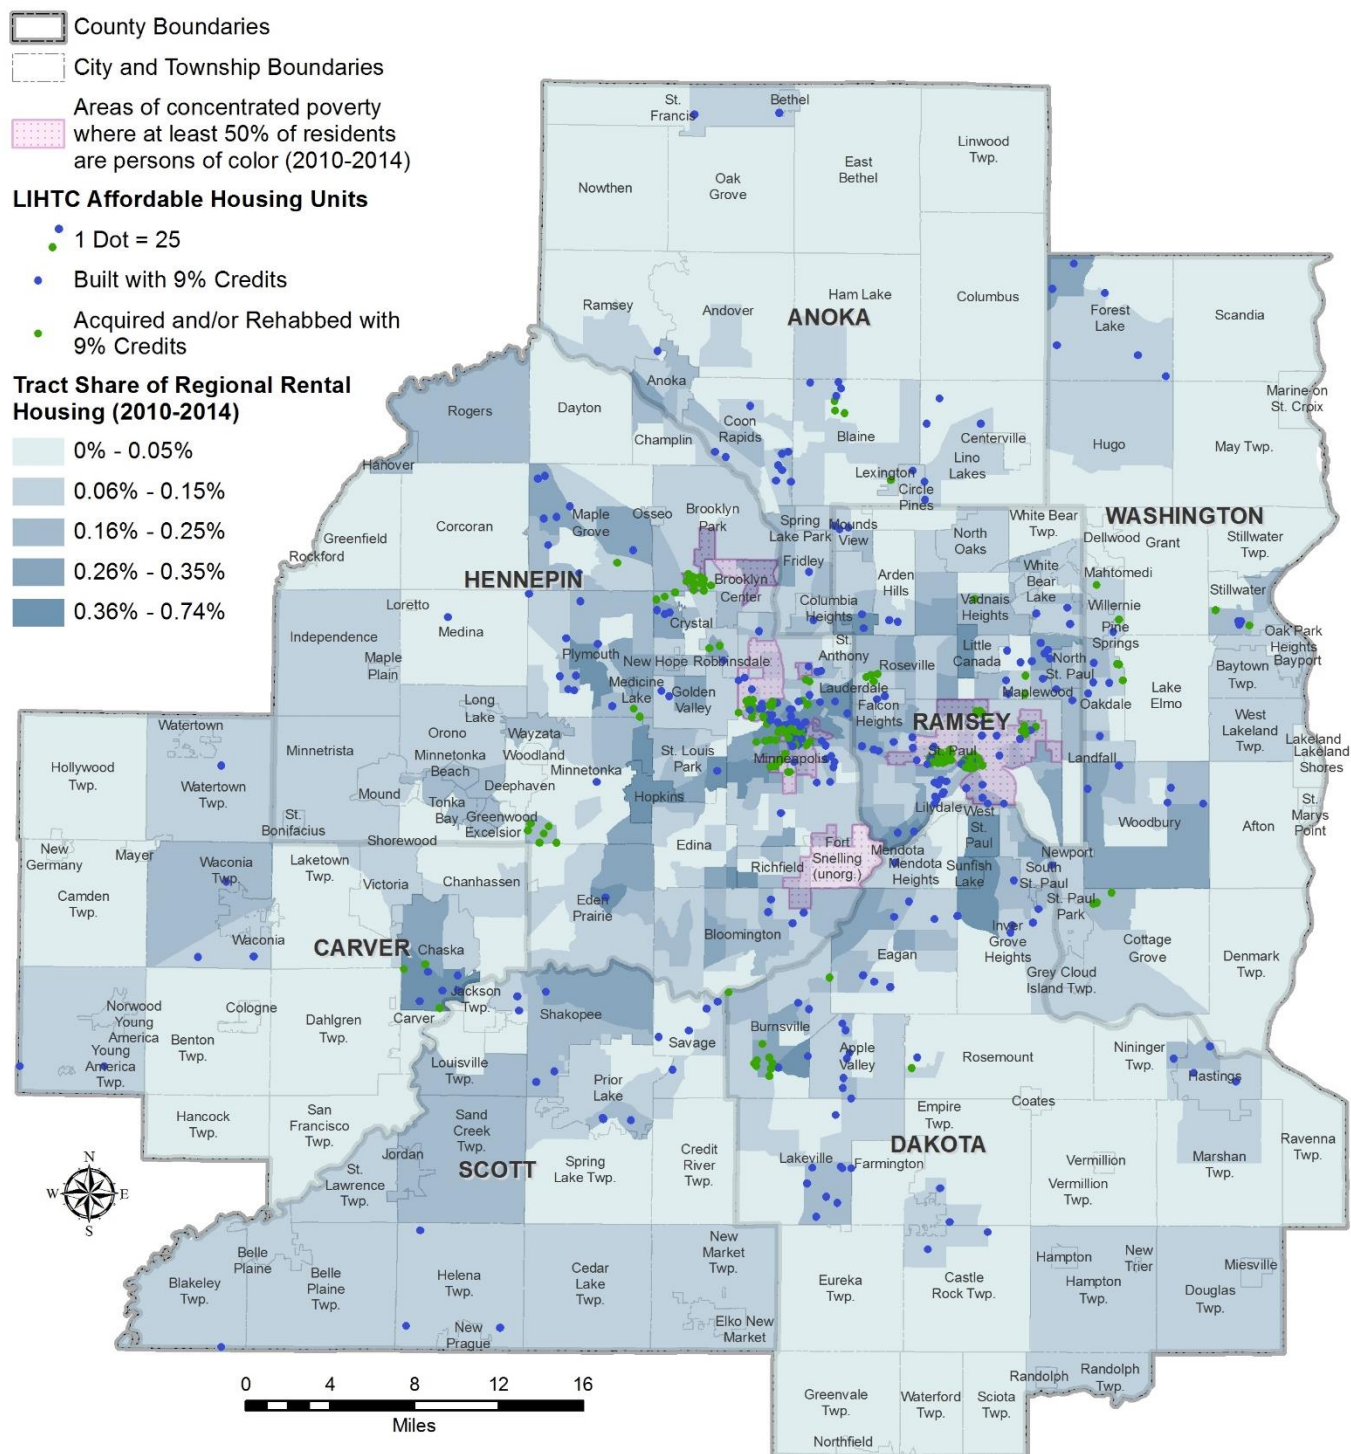 County Boundaries
City and Township Boundaries
Areas of concentrated poverty
where at least 50% of residents
are persons of color (2010-2014)
LIHTC Affordable Housing Units
1 Dot = 25
Built with 9% Credits
Acquired and/or Rehabbed with
9% Credits
Tract Share of Regional Rental
Housing (2010-2014)
0% - 0.05%
0.06% - 0.15%
0.16% - 0.25%
0.26% - 0.35%
0.36% - 0.74%
St.
Francis
Bethel
Linwood
Twp.
Nowthen
Oak
Grove
East
Bethel
Ramsey
Andover
Ham Lake
ANOKA
Columbus
Forest
Lake
Scandia
Anoka
Marine-on
St. Croix
Rogers
Dayton
Champlin
Coon
Rapids
Blaine
Centerville
Lino
Lakes
Hugo
May Twp.
Hanover
Lexington
Circle
Pines
Greenfield
Corcoran
Maple
Grove
Osseo
Brooklyn
Park
Spring
Lake Park
Mounds
View
North
Oaks
White Bear
Twp.
WASHINGTON
Dellwood
Grant
Stillwater
Twp.
Rockford
HENNEPIN
Brooklyn
Center
Fridley
Arden
Hills
White
Bear
Lake
Mahtomedi
Stillwater
Loretto
Medina
Crystal
Columbia
Heights
Vadnais
Heights
Willernie
Pine
Springs
Oak Park
Heights
Bayport
Independence
Maple
Plain
Plymouth
New Hope
Robbinsdale
St.
Anthony
Roseville
Little
Canada
North
St. Paul
Baytown
Twp.
Medicine
Lake
Golden
Valley
Lauderdale
Falcon
Heights
Maplewood
Oakdale
Lake
Elmo
Long
Lake
Orono
Wayzata
RAMSEY
West
Lakeland
Twp.
Lakeland
Lakeland
Shores
Watertown
Watertown
Twp.
Minnetrista
Minnetonka
Beach
Woodland
Minnetonka
St. Louis
Park
Minneapolis
St. Paul
Landfall
Hollywood
Twp.
Mound
Deephaven
Tonka
Bay
Greenwood
Excelsior
Hopkins
Lilydale
West
St.
Paul
Woodbury
Afton
St.
Marys
Point
St.
Bonifacius
Shorewood
New
Germany
Mayer
Waconia
Twp.
Laketown
Twp.
Victoria
Chanhassen
Edina
Richfield
Fort
Snelling
(unorg.)
Mendota
Mendota
Heights
Sunfish
Lake
Newport
South
St. Paul
St. Paul
Park
Camden
Twp.
Waconia
CARVER
Chaska
Eden
Prairie
Bloomington
Eagan
Inver
Grove
Heights
Cottage
Grove
Denmark
Twp.
Grey Cloud
Island Twp.
Norwood
Young
America
Young
America
Twp.
Cologne
Benton
Twp.
Dahlgren
Twp.
Carver
Jackson
Twp.
Shakopee
Savage
Burnsville
Apple
Valley
Rosemount
Nininger
Twp.
Hastings
Louisville
Twp.
Prior
Lake
Hancock
Twp.
San
Francisco
Twp.
Sand
Creek
Twp.
Credit
River
Twp.
Empire
Twp.
Coates
Ravenna
Twp.
Jordan
SCOTT
Spring
Lake Twp.
Lakeville
Farmington
DAKOTA
Vermillion
Vermillion
Twp.
Marshan
Twp.
St.
Lawrence
Twp.
Belle
Plaine
Blakeley
Twp.
Belle
Plaine
Twp.
Helena
Twp.
Cedar
Lake
Twp.
New
Market
Twp.
Eureka
Twp.
Castle
Rock Twp.
Hampton
New
Trier
Hampton
Twp.
Miesville
Douglas
Twp.
New
Prague
Elko New
Market
Randolph
Randolph
Twp.
Greenvale
Twp.
Waterford
Twp.
Sciota
Twp.
Northfield
N
W
E
S
0 4 8 12 16
Miles